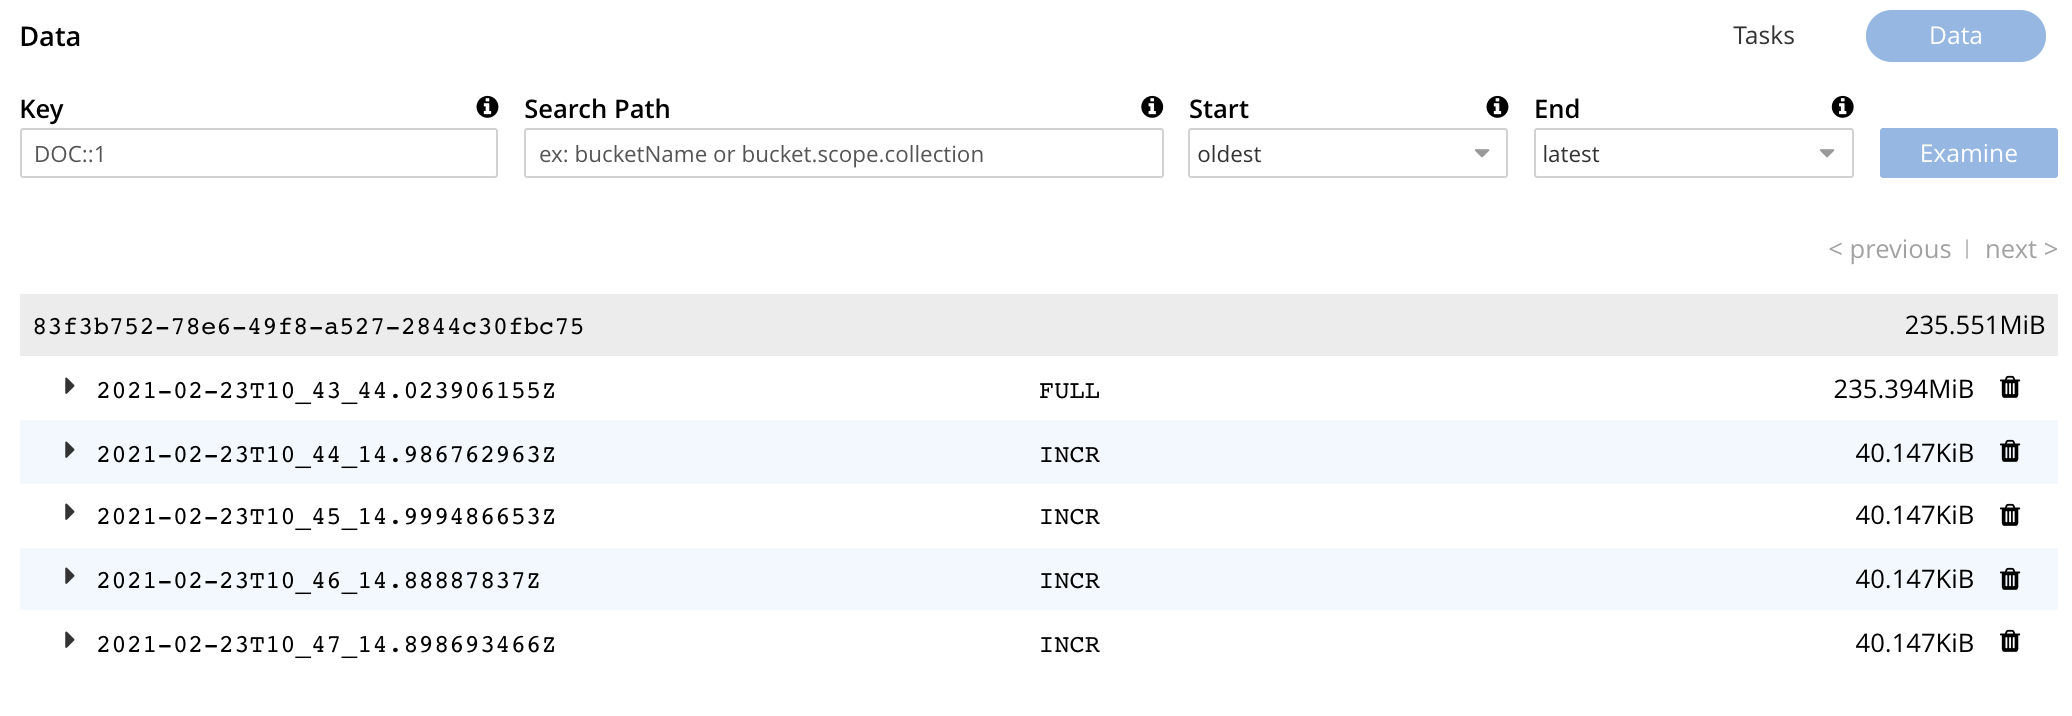 Data Tasks Data
Key Search Path Start End
DOC::1 ex: bucketName or bucket.scope.collection oldest latest Examine
< previous | next >
83f3b752-78e6-49f8-a527-2844c30fbc75 235.551MiB
2021-02-23T10_43_44.023906155Z FULL 235.394MiB
2021-02-23T10_44_14.986762963Z INCR 40.147KiB
2021-02-23T10_45_14.999486653Z INCR 40.147KiB
2021-02-23T10_46_14.88887837Z INCR 40.147KiB
2021-02-23T10_47_14.898693466Z INCR 40.147KiB